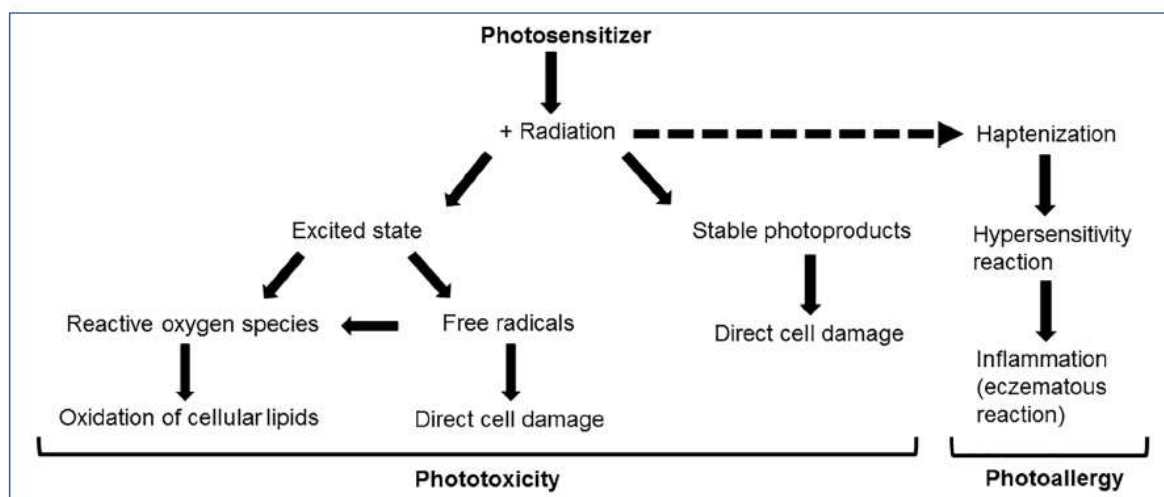 Photosensitizer
+ Radiation
Haptenization
Excited state
Stable photoproducts
Hypersensitivity
reaction
Reactive oxygen species
Free radicals
Direct cell damage
Inflammation
(eczematous
reaction)
Oxidation of cellular lipids
Direct cell damage
Phototoxicity
Photoallergy